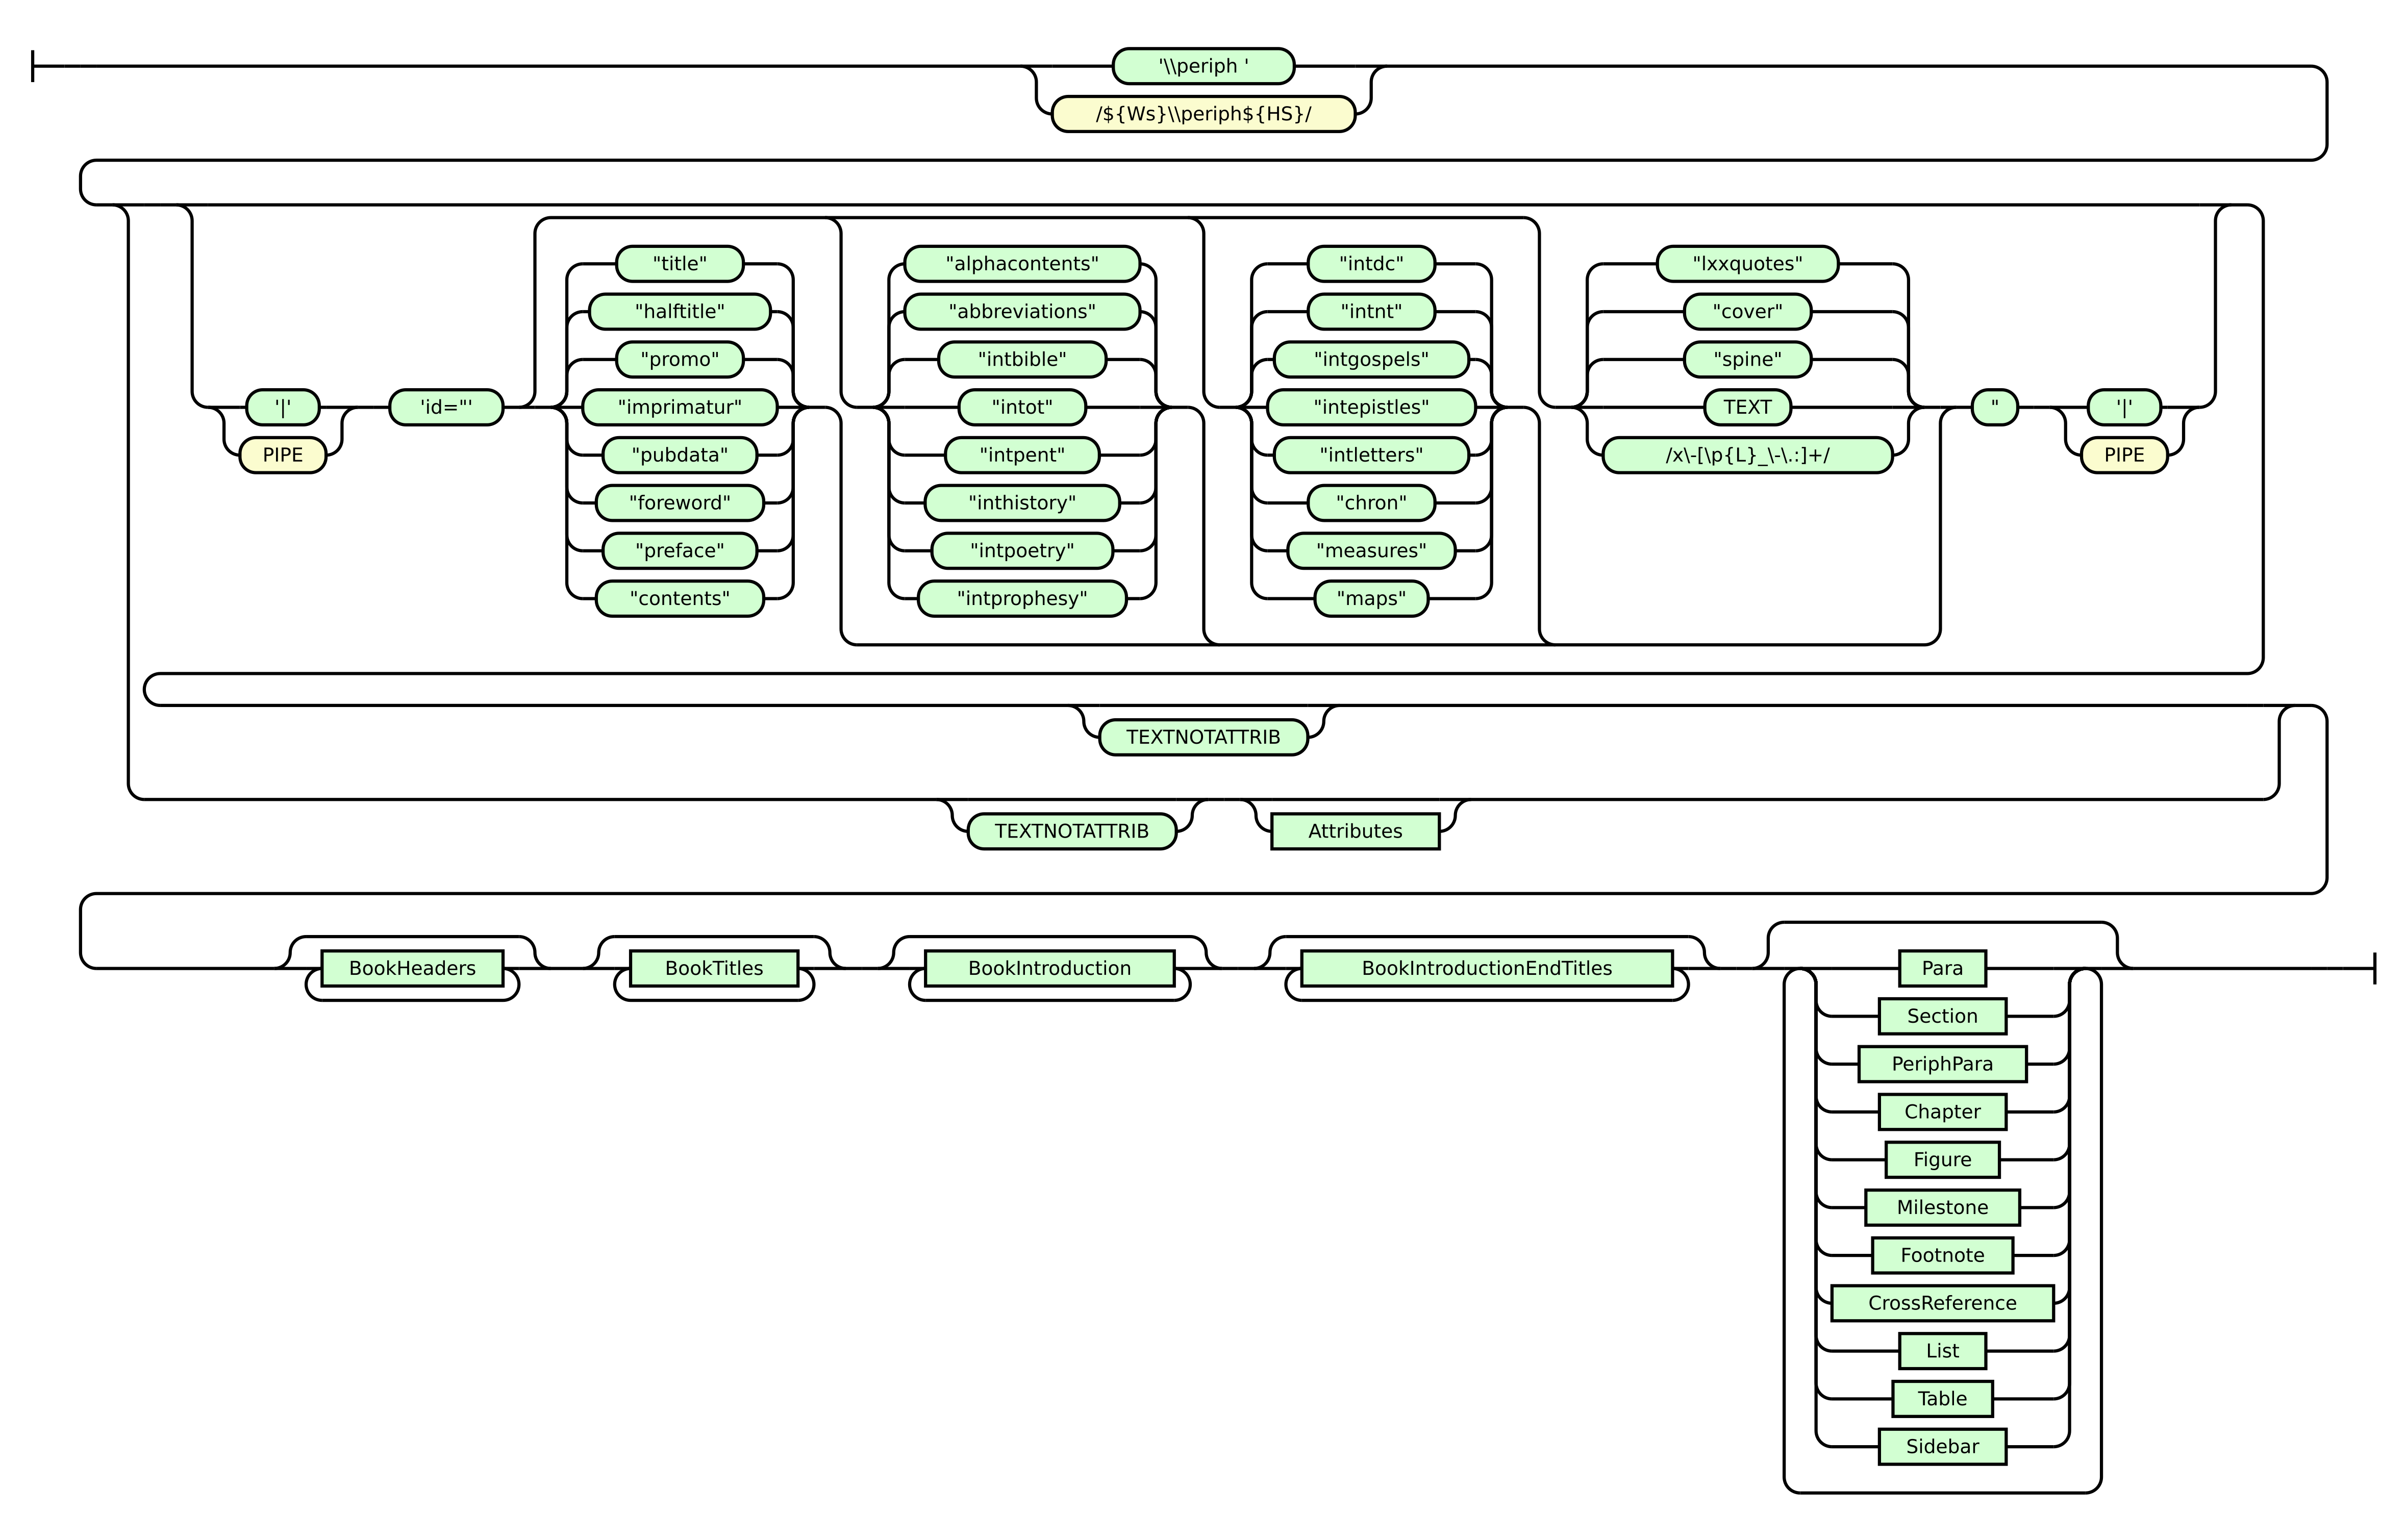 '\\periph '
/${Ws}\\periph${HS}/
"title" "alphacontents" "intdc" "lxxquotes"
"halftitle" "abbreviations" "intnt" "cover"
"promo" "intbible" "intgospels" "spine"
'|' 'id="' "imprimatur" "intot" "intepistles" TEXT " '|'
PIPE "pubdata" "intpent" "intletters" /x\-[\p{L}_\-\.:]+/ PIPE
"foreword" "inthistory" "chron"
"preface" "intpoetry" "measures"
"contents" "intprophesy" "maps"
TEXTNOTATTRIB
TEXTNOTATTRIB Attributes
BookHeaders BookTitles BookIntroduction BookIntroductionEndTitles Para
Section
PeriphPara
Chapter
Figure
Milestone
Footnote
CrossReference
List
Table
Sidebar